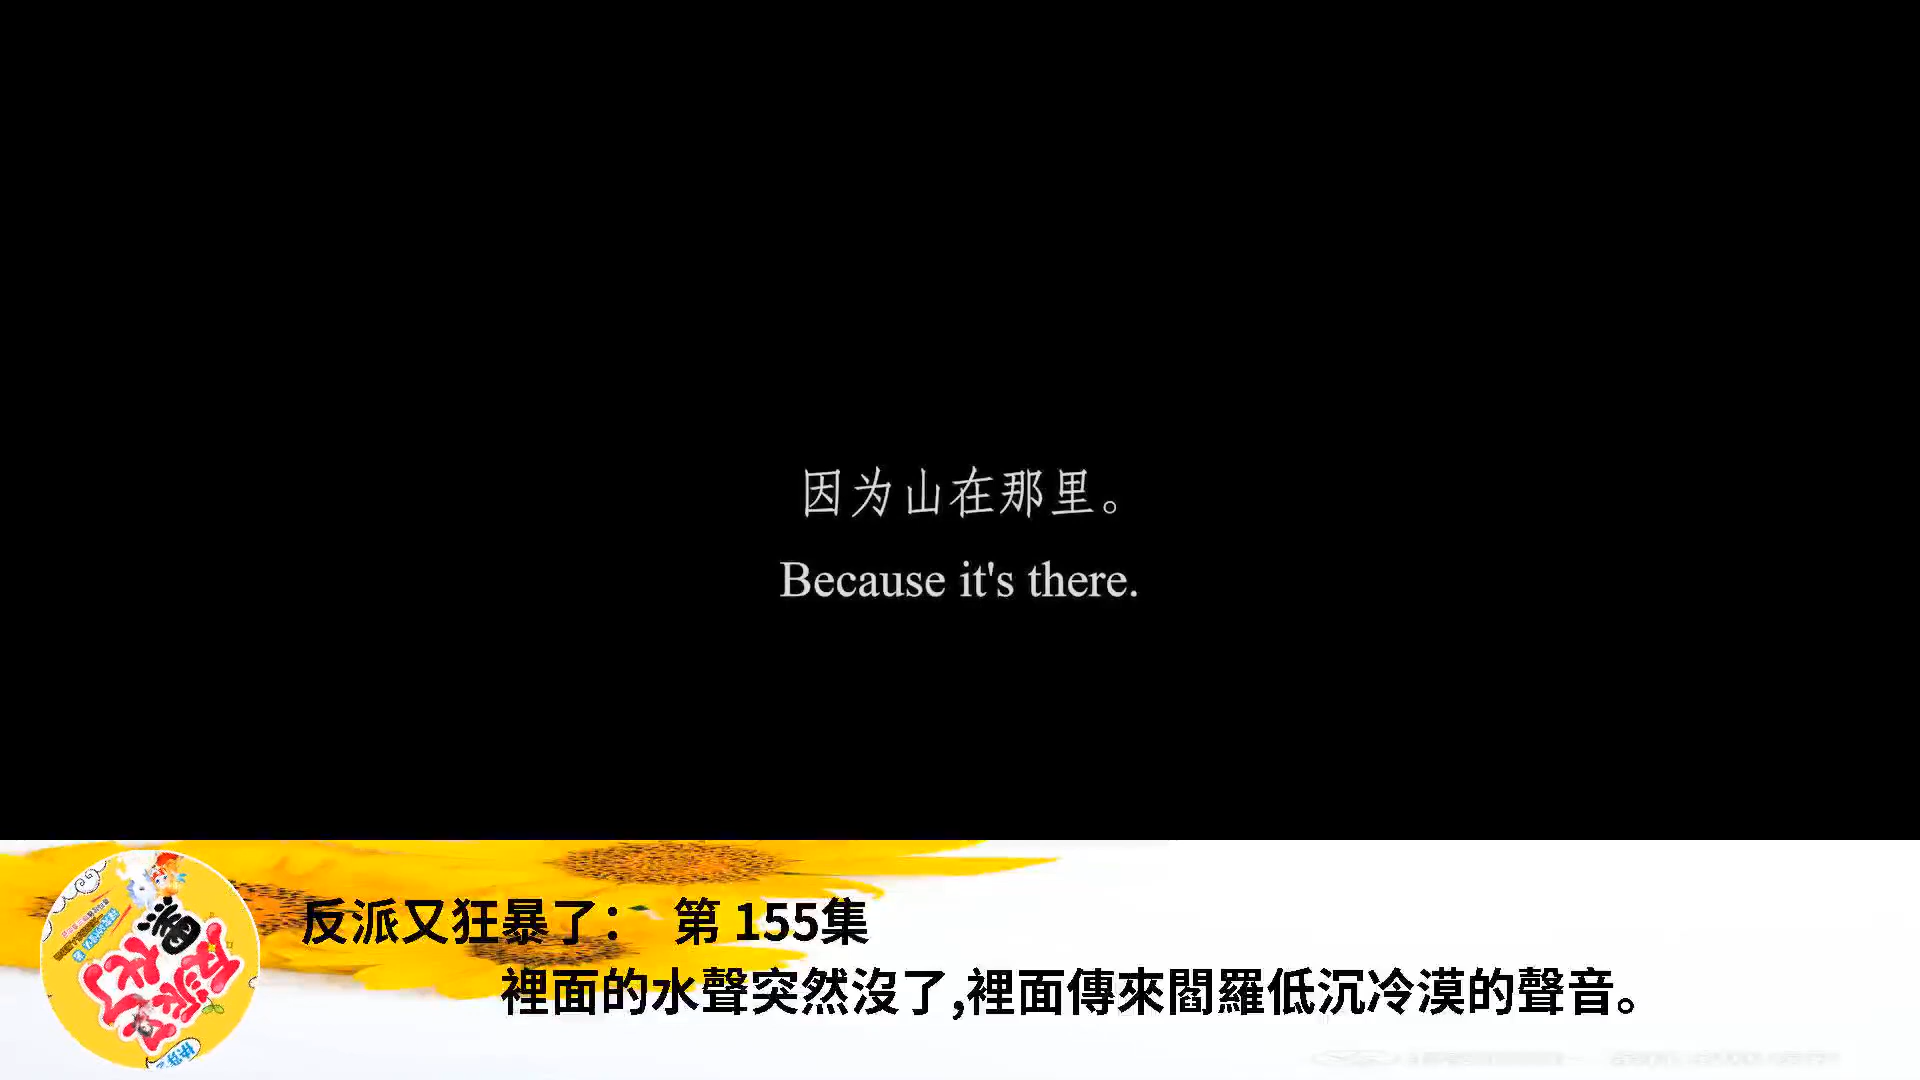 因为山在那里。
Because it's there.
反派又狂暴了： 第 155集
裡面的水聲突然沒了,裡面傳來閻羅低沉冷漠的聲音。